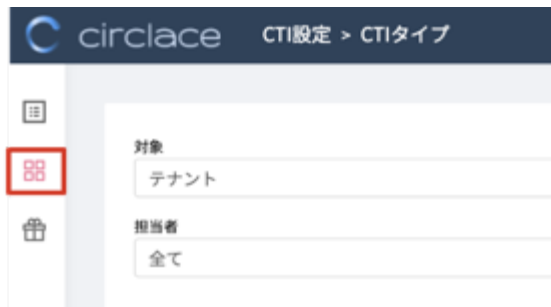 circlace CTI設定 > CTIタイプ
対象
テナント
担当者
全て